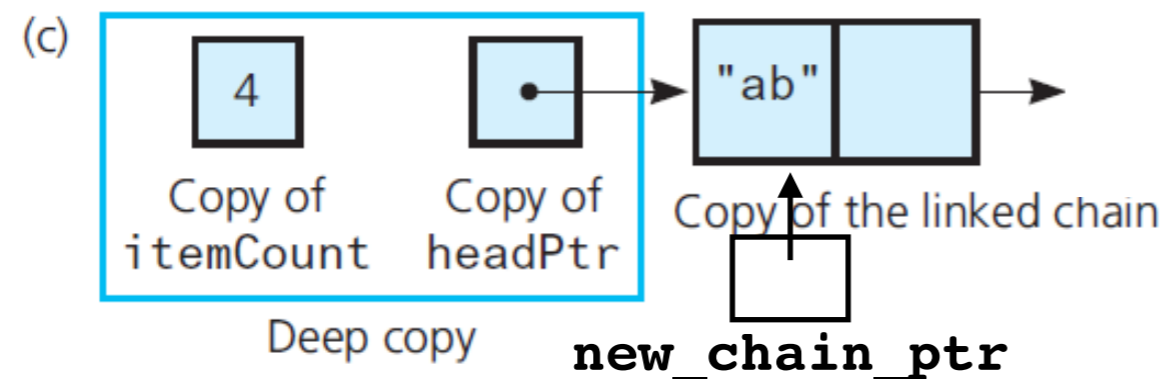 (c)
4
"ab"
Copy of
itemCount
Copy of
headPtr
Copy of the linked chain
Deep copy
new_chain_ptr